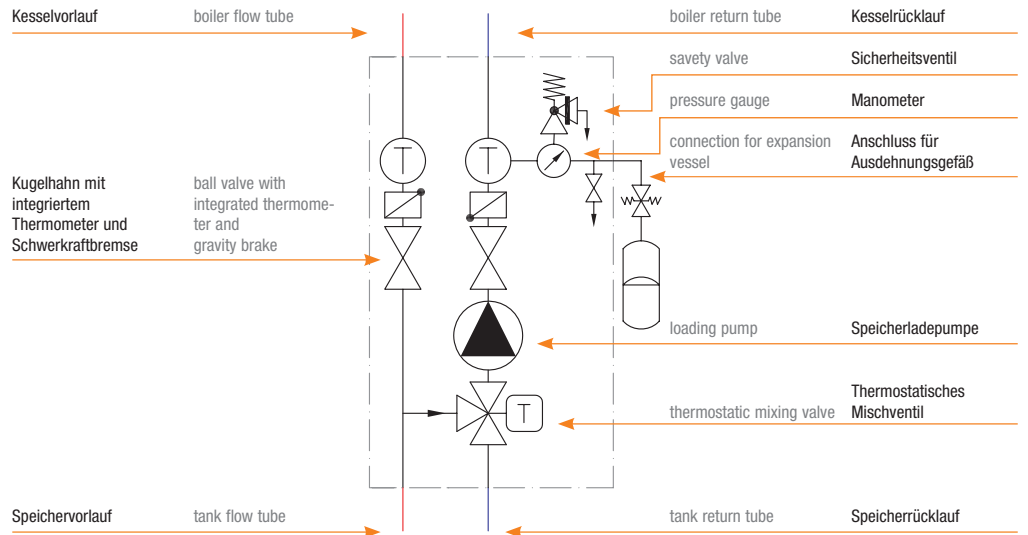 Kesselvorlauf
boiler flow tube
boiler return tube
Kesselrücklauf
savety valve
Sicherheitsventil
pressure gauge
Manometer
connection for expansion
vessel
Anschluss für
Ausdehnungsgefäß
T
T
Kugelhahn mit
integriertem
Thermometer und
Schwerkraftbremse
ball valve with
integrated thermome-
ter and
gravity brake
loading pump
Speicherladepumpe
thermostatic mixing valve
Thermostatisches
Mischventil
T
Speichervorlauf
tank flow tube
tank return tube
Speicherrücklauf